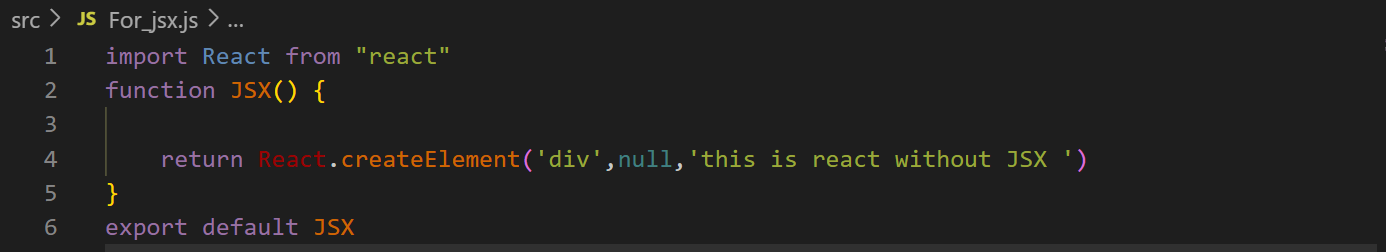 src > JS For_jsx.js > ...
1 import React from "react"
2 function JSX() {
3
4 return React.createElement('div',null,'this is react without JSX ')
5 }
6 export default JSX